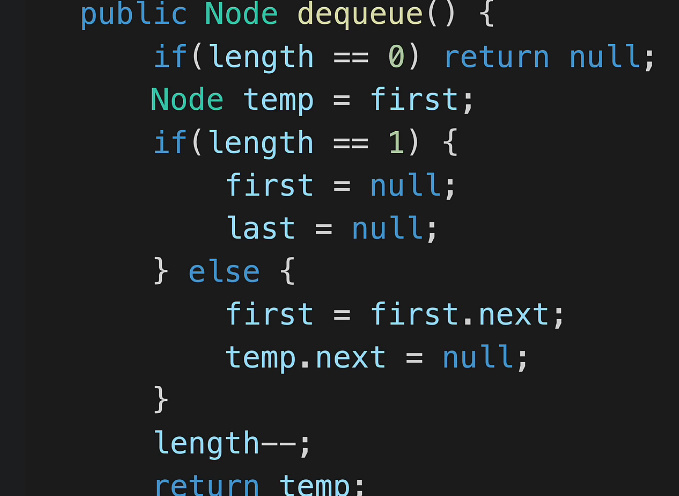 public Node dequeue() {
if(length == 0) return null;
Node temp = first;
if(length == 1) {
first = null;
last = null;
} else {
first = first.next;
temp.next = null;
}
length--;
return temp;